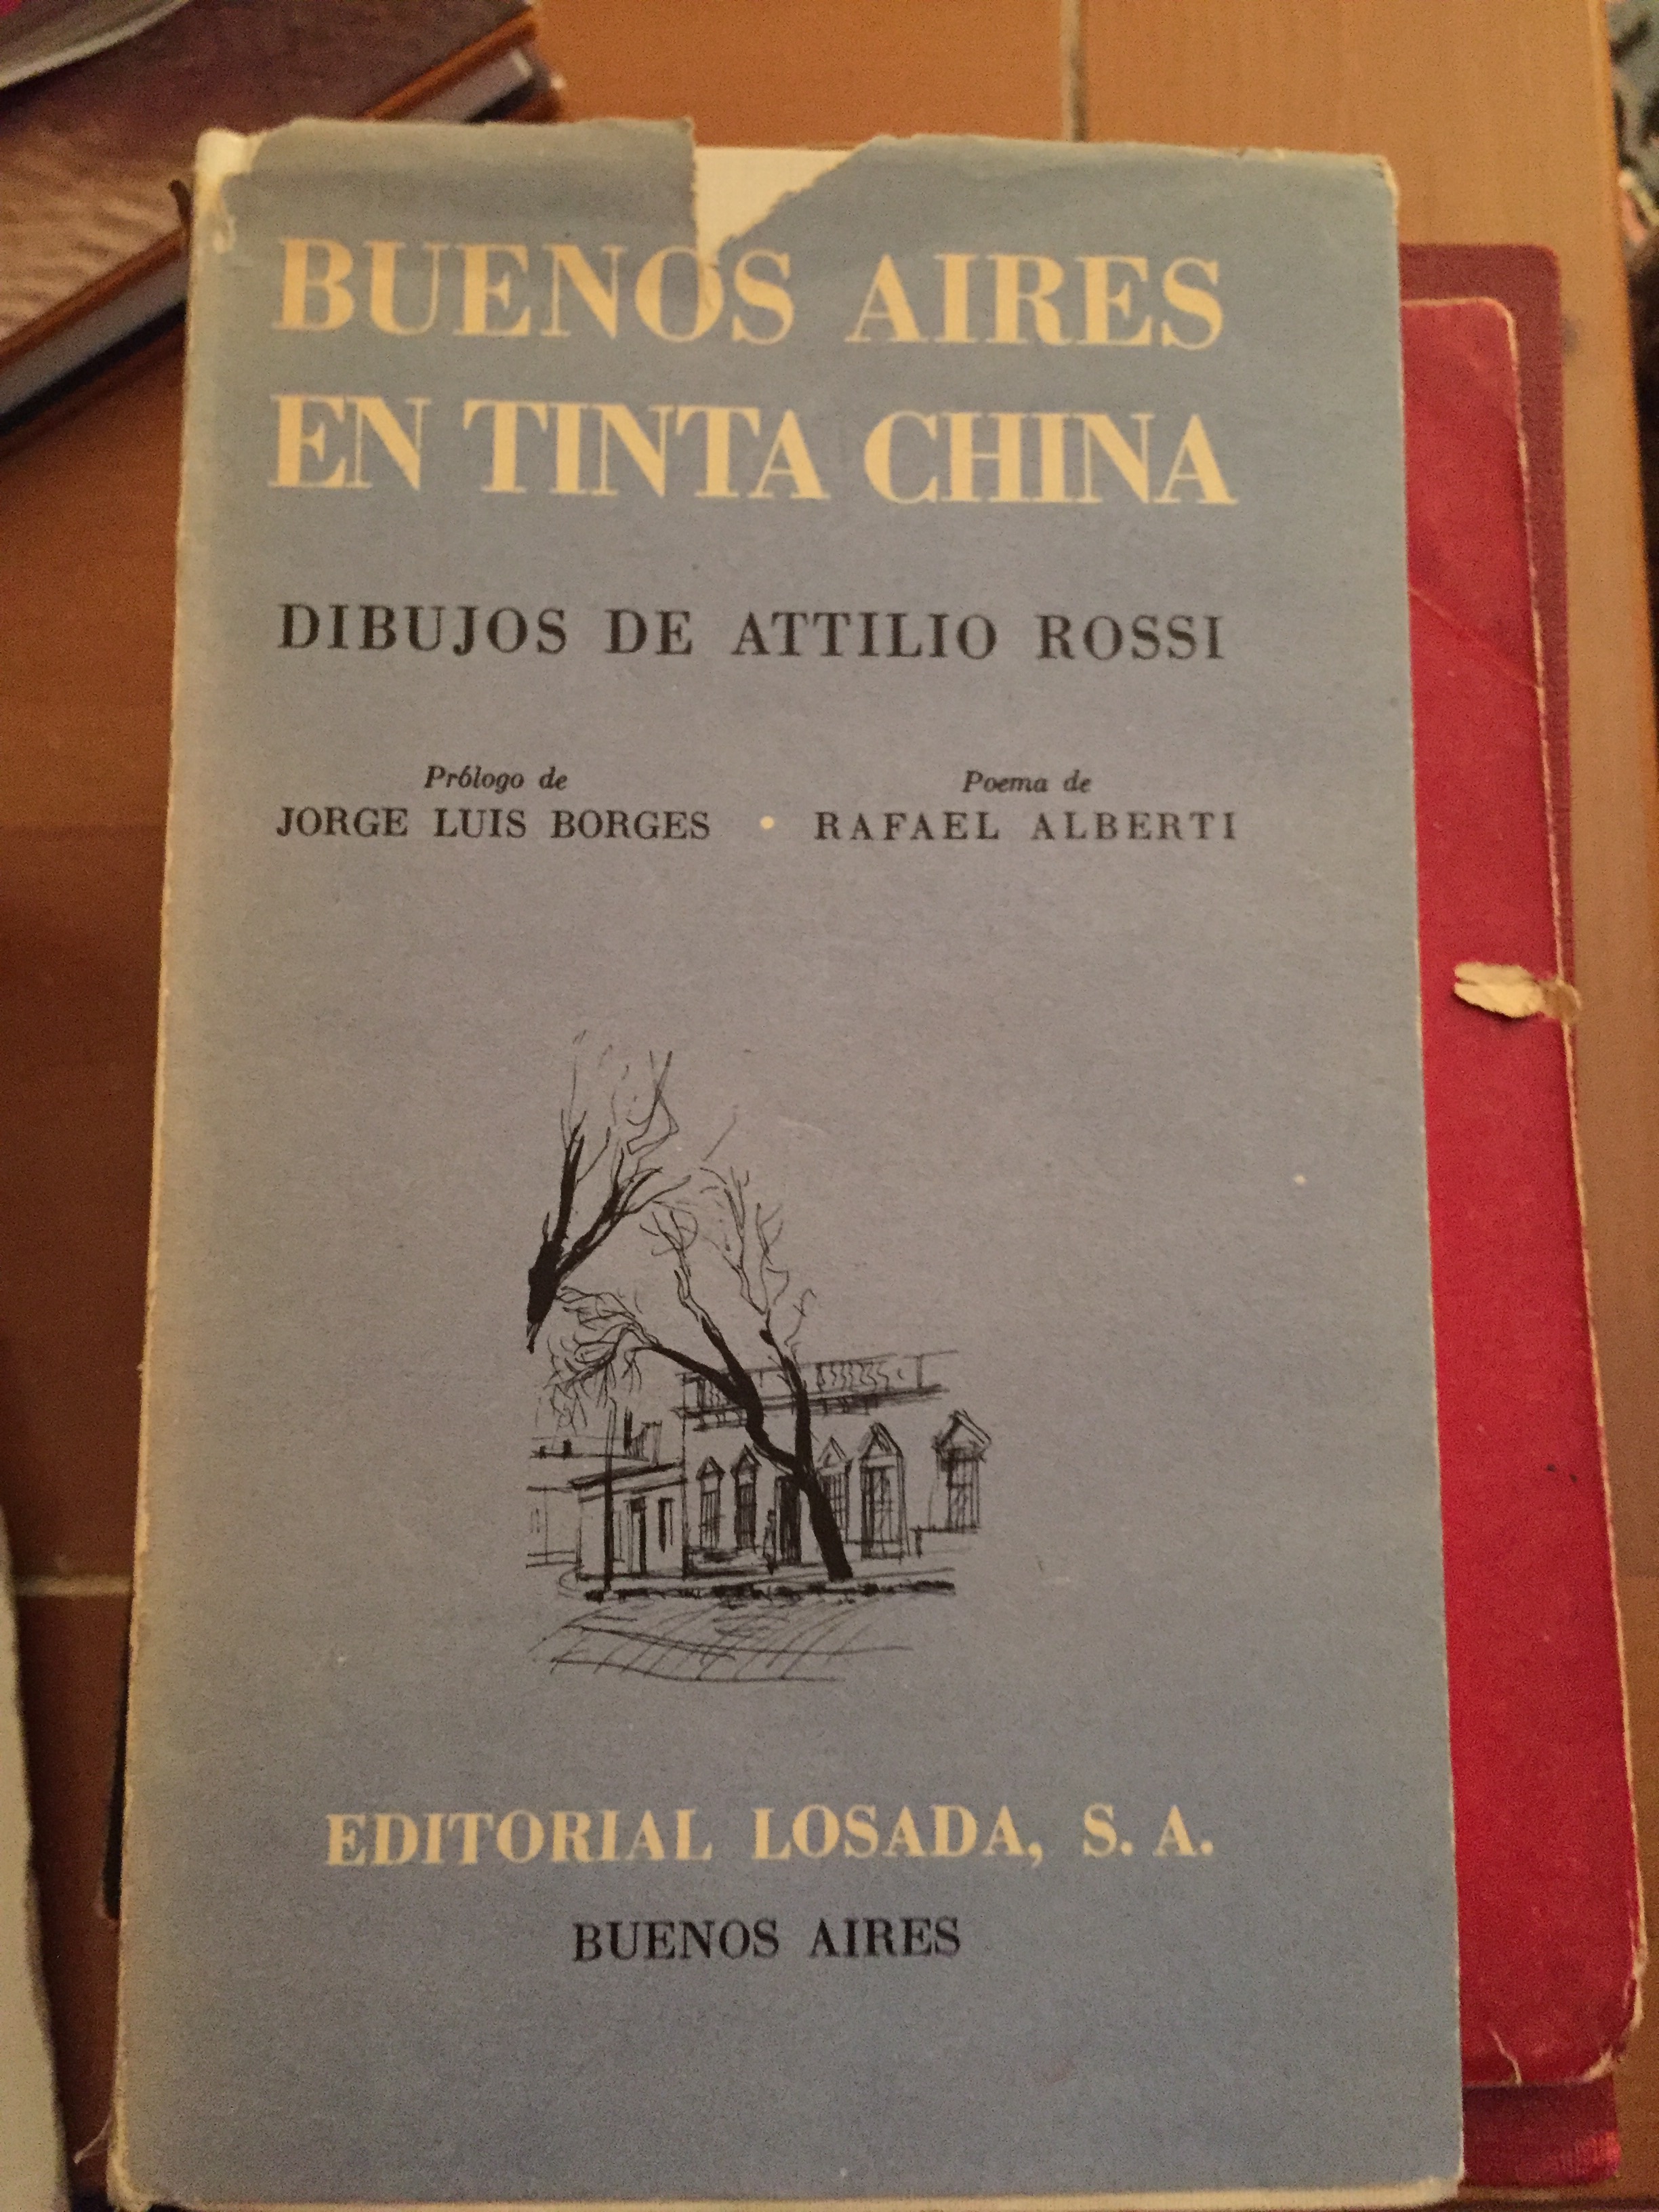 BUENOS AIRES
EN TINTA CHINA
DIBUJOS DE ATTILIO ROSSI
Prólogo de
JORGE LUIS BORGES
•
Poema de
RAFAEL ALBERTI
EDITORIAL LOSADA, S. A.
BUENOS AIRES